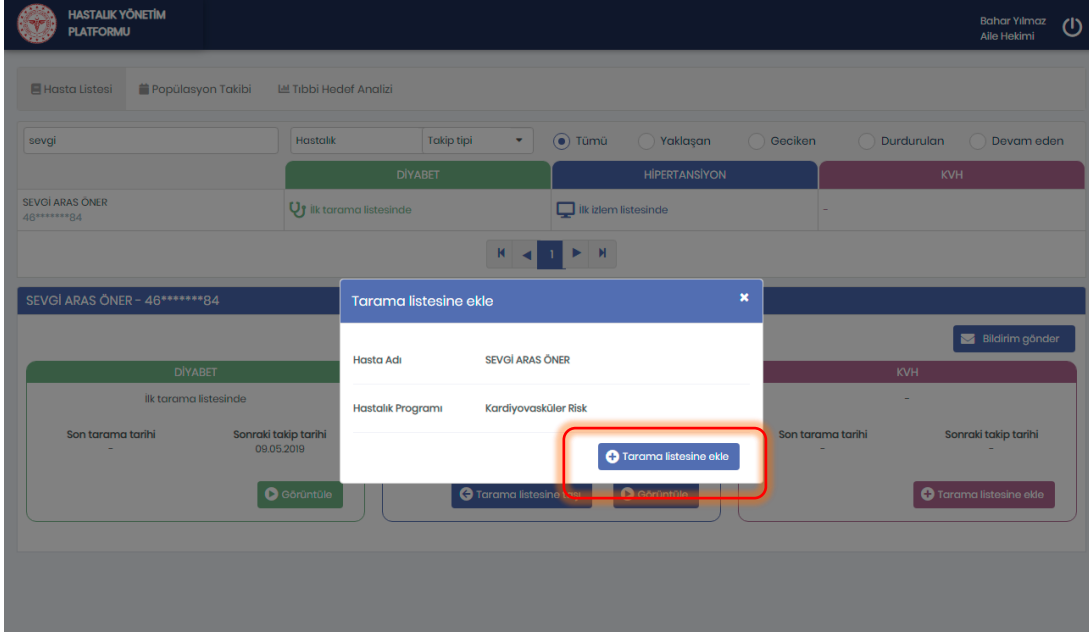 HASTALIK YÖNETİM
PLATFORMU
Bahar Yılmaz
Aile Hekimi
Hasta Listesi
Popülasyon Takibi
Tıbbi Hedef Analizi
sevgi
Hastalık
Takip tipi
Tümü
Yaklaşan
Geciken
Durdurulan
Devam eden
DİYABET
HİPERTANSİYON
KVH
SEVGİ ARAS ÖNER
46*******84
İlk tarama listesinde
İlk izlem listesinde
-
1
SEVGİ ARAS ÖNER - 46*******84
Tarama listesine ekle
Hasta Adı
SEVGİ ARAS ÖNER
Hastalık Programı
Kardiyovasküler Risk
Tarama listesine ekle
Bildirim gönder
DİYABET
İlk tarama listesinde
Son tarama tarihi
-
Sonraki takip tarihi
09.05.2019
Görüntüle
Tarama listesine
Görüntüle
KVH
-
Son tarama tarihi
-
Sonraki takip tarihi
-
Tarama listesine ekle